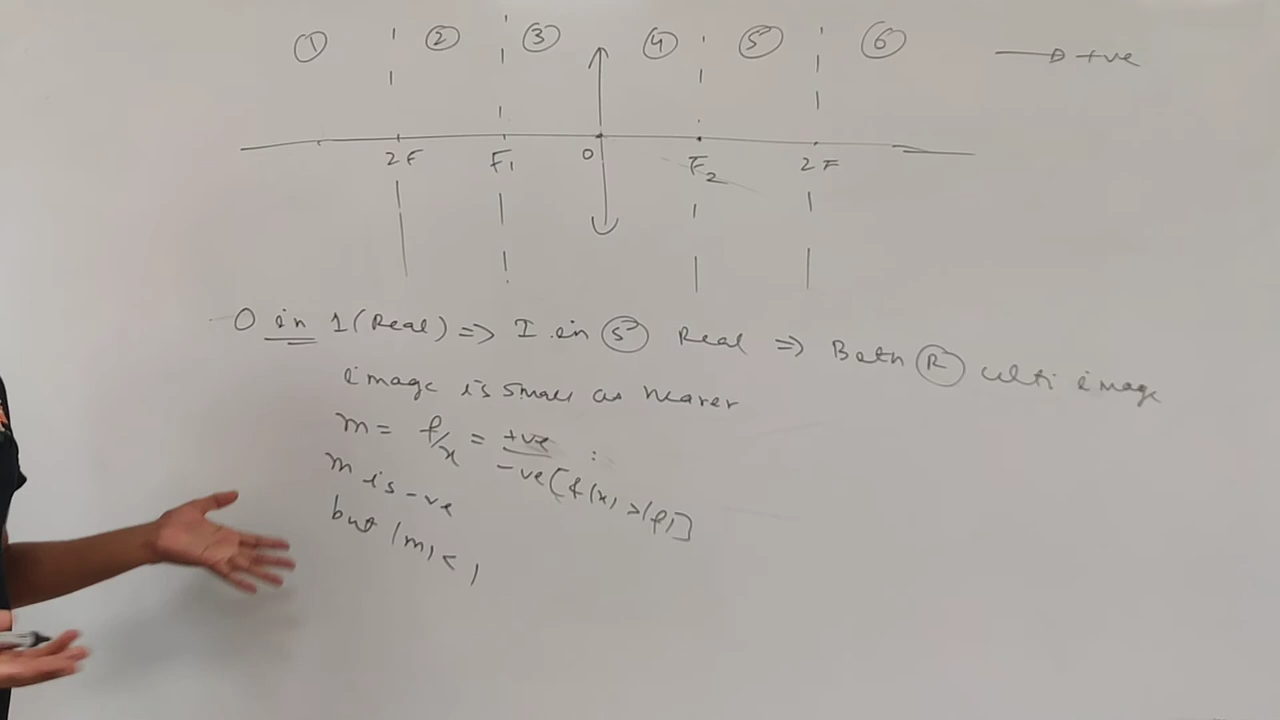 ① ② ③ ④ ⑤ ⑥ → +ve
2F F₁ O F₂ 2F
O in 1 (Real) => I in ⑤ Real => Both Ⓡ ulti image
image is small as nearer
m = f/x = +ve / -ve [& |x| > |f|]
m is -ve
but |m| < 1